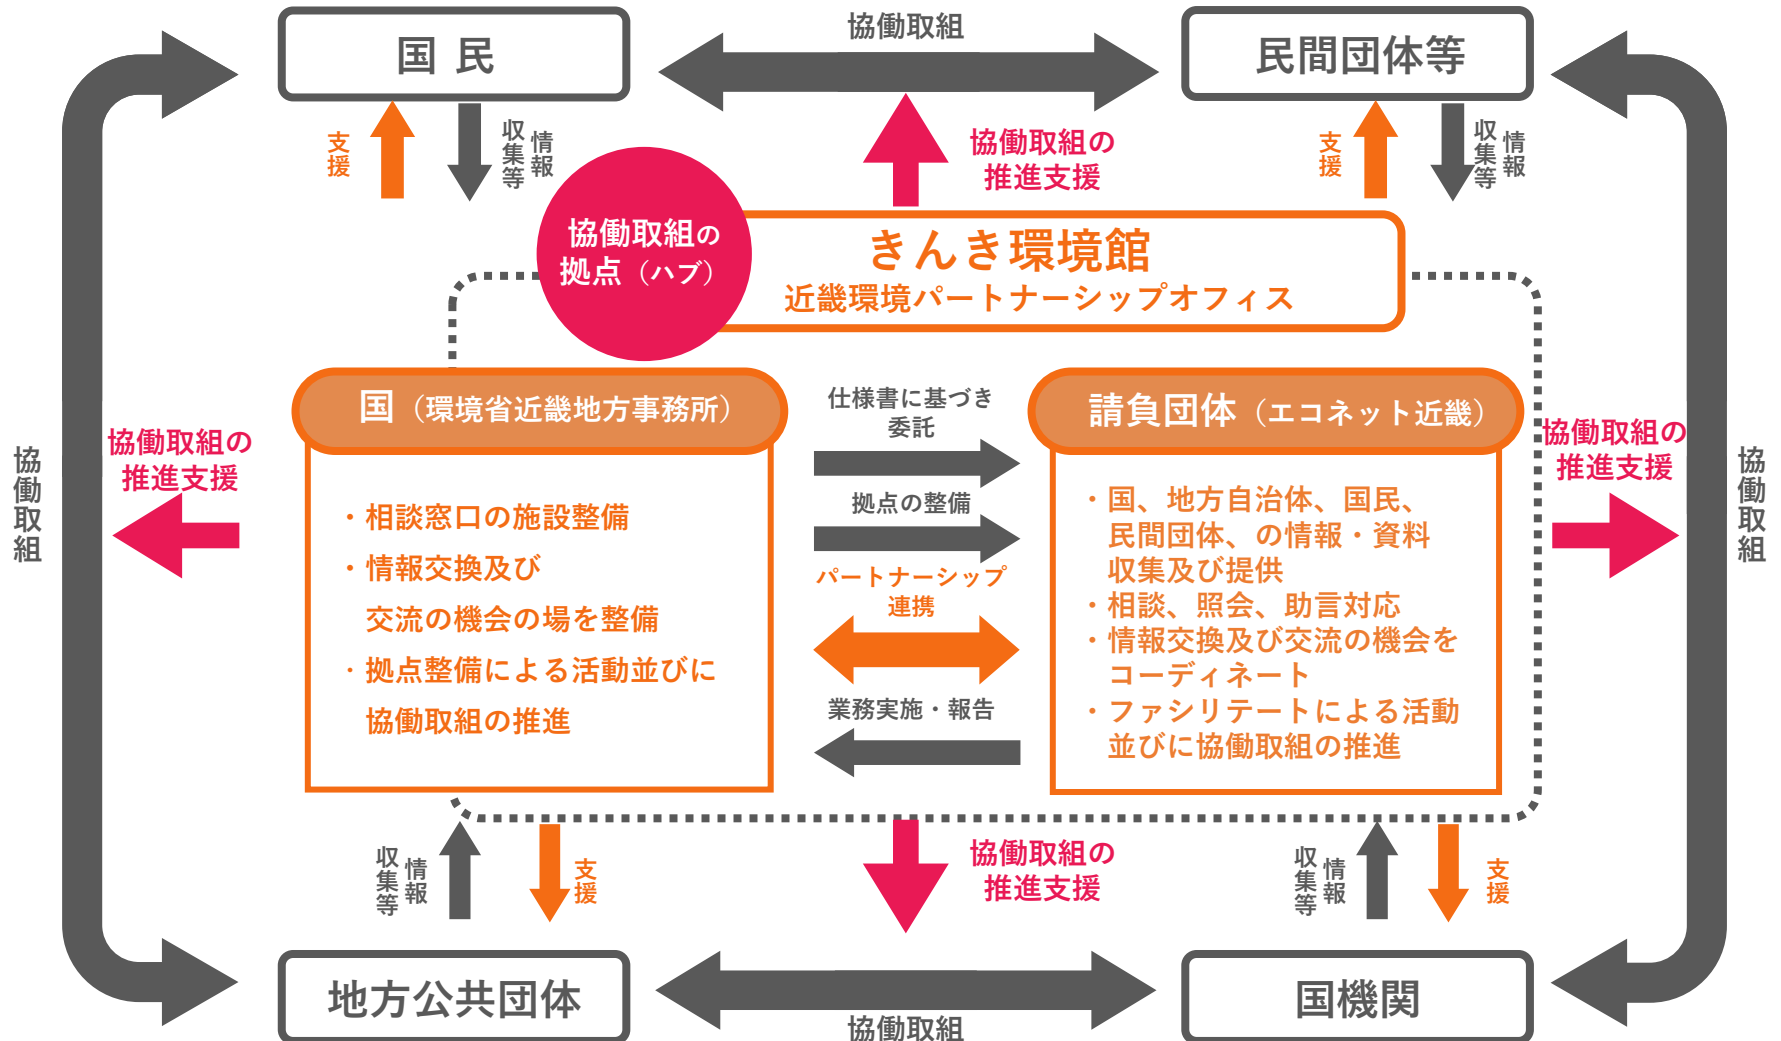 国 民
協働取組
民間団体等
支援
情報
収集等
協働取組の
推進支援
支援
情報
収集等
協働取組の
拠点（ハブ）
きんき環境館
近畿環境パートナーシップオフィス
国（環境省近畿地方事務所）
仕様書に基づき
委託
請負団体（エコネット近畿）
協働取組の
推進支援
協働取組の
推進支援
協働取組
協働取組
・相談窓口の施設整備
・情報交換及び
交流の機会の場を整備
・拠点整備による活動並びに
協働取組の推進
拠点の整備
パートナーシップ
連携
業務実施・報告
・国、地方自治体、国民、
民間団体、の情報・資料
収集及び提供
・相談、照会、助言対応
・情報交換及び交流の機会を
コーディネート
・ファシリテートによる活動
並びに協働取組の推進
情報
収集等
支援
協働取組の
推進支援
情報
収集等
支援
地方公共団体
協働取組
国機関